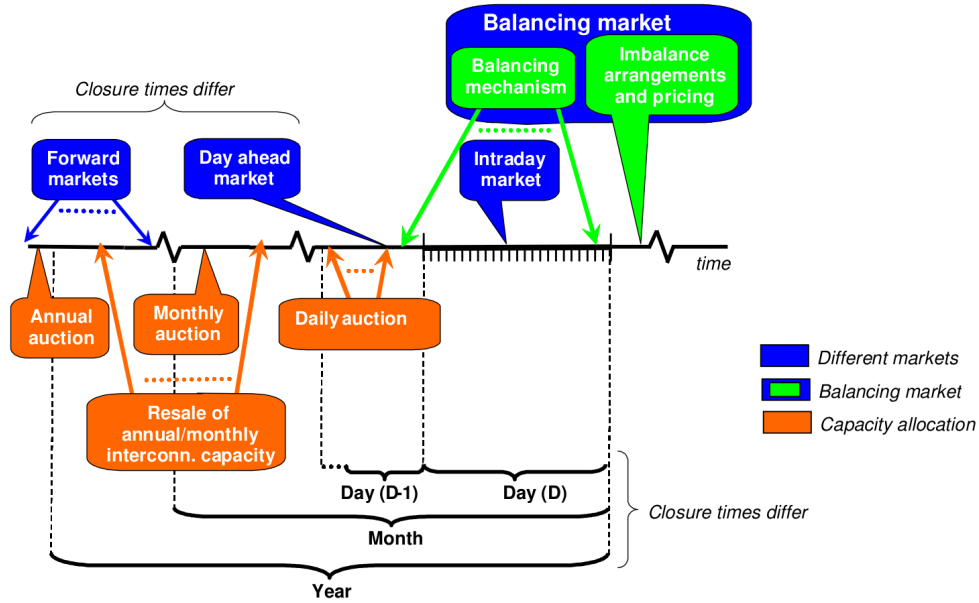 Balancing market
Balancing
mechanism
Imbalance
arrangements
and pricing
Closure times differ
Forward
markets
Day ahead
market
Intraday
market
time
Annual
auction
Monthly
auction
Daily auction
Resale of
annual/monthly
interconn. capacity
Different markets
Balancing market
Capacity allocation
Day (D-1)
Day (D)
Closure times differ
Month
Year